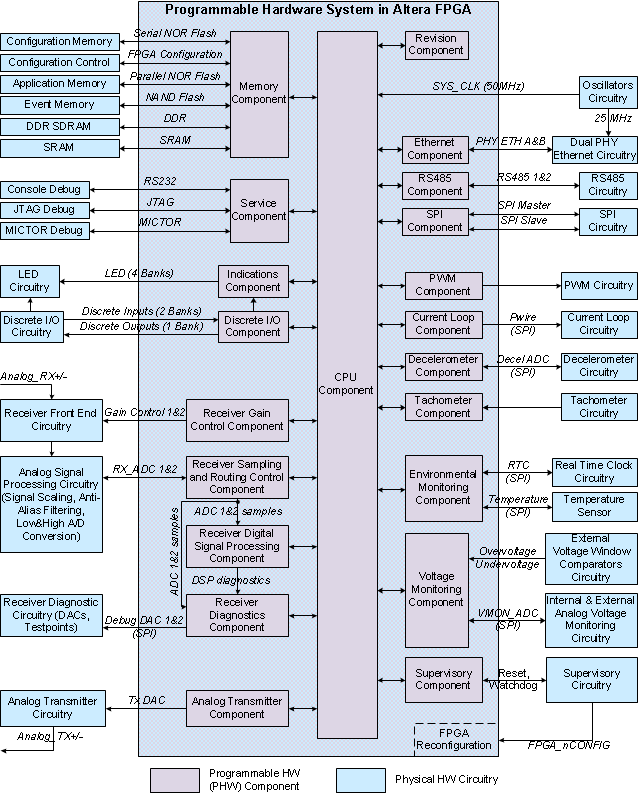 Programmable Hardware System in Altera FPGA
Configuration Memory
Serial NOR Flash
Configuration Control
FPGA Configuration
Application Memory
Parallel NOR Flash
Event Memory
NAND Flash
DDR SDRAM
DDR
SRAM
SRAM
Memory
Component
Console Debug
RS232
JTAG Debug
JTAG
MICTOR Debug
MICTOR
Service
Component
LED
Circuitry
LED (4 Banks)
Indications
Component
Discrete I/O
Circuitry
Discrete Inputs (2 Banks)
Discrete Outputs (1 Bank)
Discrete I/O
Component
Analog_RX+/-
Receiver Front End
Circuitry
Gain Control 1&2
Receiver Gain
Control Component
Analog Signal
Processing Circuitry
(Signal Scaling, Anti-
Alias Filtering,
Low&High A/D
Conversion)
RX_ADC 1&2
Receiver Sampling
and Routing Control
Component
ADC 1&2 samples
ADC 1&2 samples
Receiver Digital
Signal Processing
Component
DSP diagnostics
Receiver Diagnostic
Circuitry (DACs,
Testpoints)
Debug DAC 1&2
(SPI)
Receiver
Diagnostics
Component
Analog Transmitter
Circuitry
Tx DAC
Analog Transmitter
Component
Analog_TX+/-
CPU
Component
Revision
Component
SYS_CLK (50MHz)
Oscillators
Circuitry
25 MHz
Ethernet
Component
PHY ETH A&B
Dual PHY
Ethernet Circuitry
RS485
Component
RS485 1&2
RS485
Circuitry
SPI
Component
SPI Master
SPI Slave
SPI
Circuitry
PWM
Component
PWM Circuitry
Current Loop
Component
Pwire
(SPI)
Current Loop
Circuitry
Decelerometer
Component
Decel ADC
(SPI)
Decelerometer
Circuitry
Tachometer
Component
Tachometer
Circuitry
Environmental
Monitoring
Component
RTC
(SPI)
Real Time Clock
Circuitry
Temperature
(SPI)
Temperature
Sensor
Voltage
Monitoring
Component
Overvoltage
Undervoltage
External
Voltage Window
Comparators
Circuitry
VMON_ADC
(SPI)
Internal & External
Analog Voltage
Monitoring
Circuitry
Supervisory
Component
Reset,
Watchdog
Supervisory
Circuitry
FPGA
Reconfiguration
FPGA_nCONFIG
Programmable HW
(PHW) Component
Physical HW Circuitry